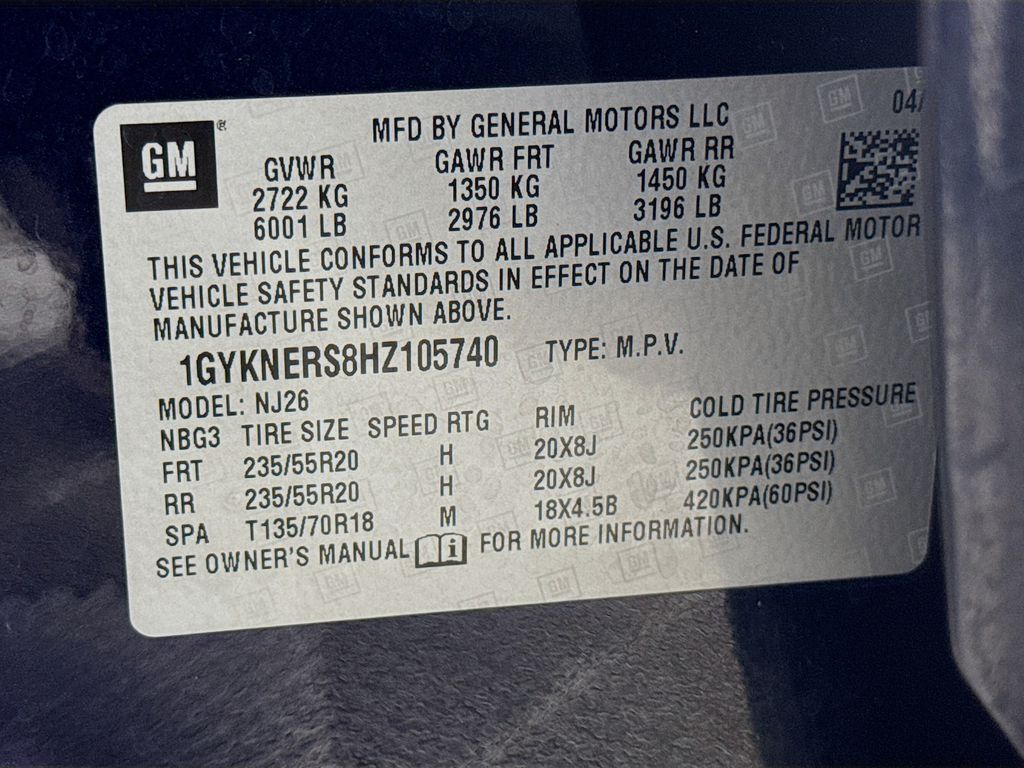 GM
MFD BY GENERAL MOTORS LLC 04/
GVWR GAWR FRT GAWR RR
2722 KG 1350 KG 1450 KG
6001 LB 2976 LB 3196 LB
THIS VEHICLE CONFORMS TO ALL APPLICABLE U.S. FEDERAL MOTOR
VEHICLE SAFETY STANDARDS IN EFFECT ON THE DATE OF
MANUFACTURE SHOWN ABOVE.
1GYKNERS8HZ105740 TYPE: M.P.V.
MODEL: NJ26
NBG3 TIRE SIZE SPEED RTG RIM COLD TIRE PRESSURE
FRT 235/55R20 H 20X8J 250KPA(36PSI)
RR 235/55R20 H 20X8J 250KPA(36PSI)
SPA T135/70R18 M 18X4.5B 420KPA(60PSI)
SEE OWNER'S MANUAL i FOR MORE INFORMATION.